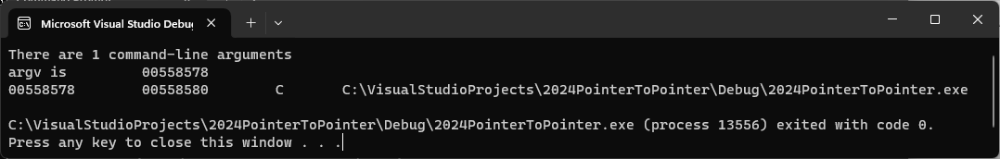 Microsoft Visual Studio Debu
There are 1 command-line arguments
argv is 00558578
00558578 00558580 C C:\VisualStudioProjects\2024PointerToPointer\Debug\2024PointerToPointer.exe
C:\VisualStudioProjects\2024PointerToPointer\Debug\2024PointerToPointer.exe (process 13556) exited with code 0.
Press any key to close this window . . .